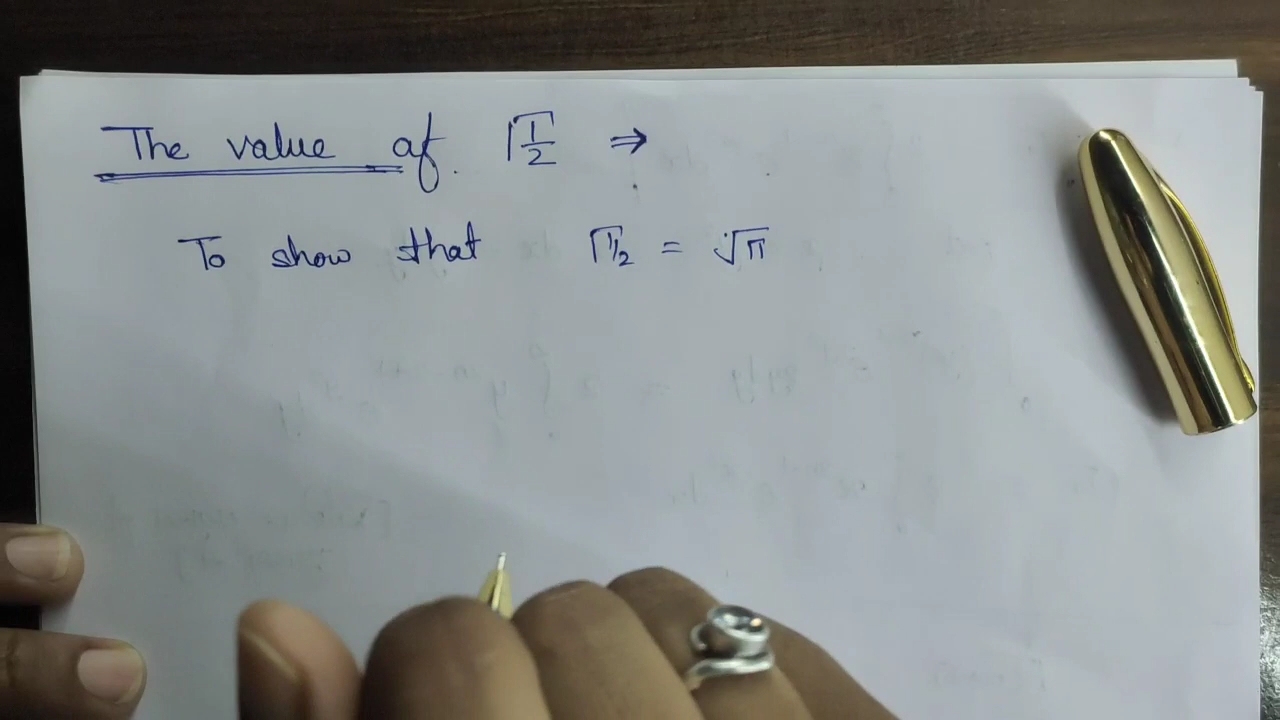 The value of Γ1/2 ⇒
To show that Γ1/2 = √π